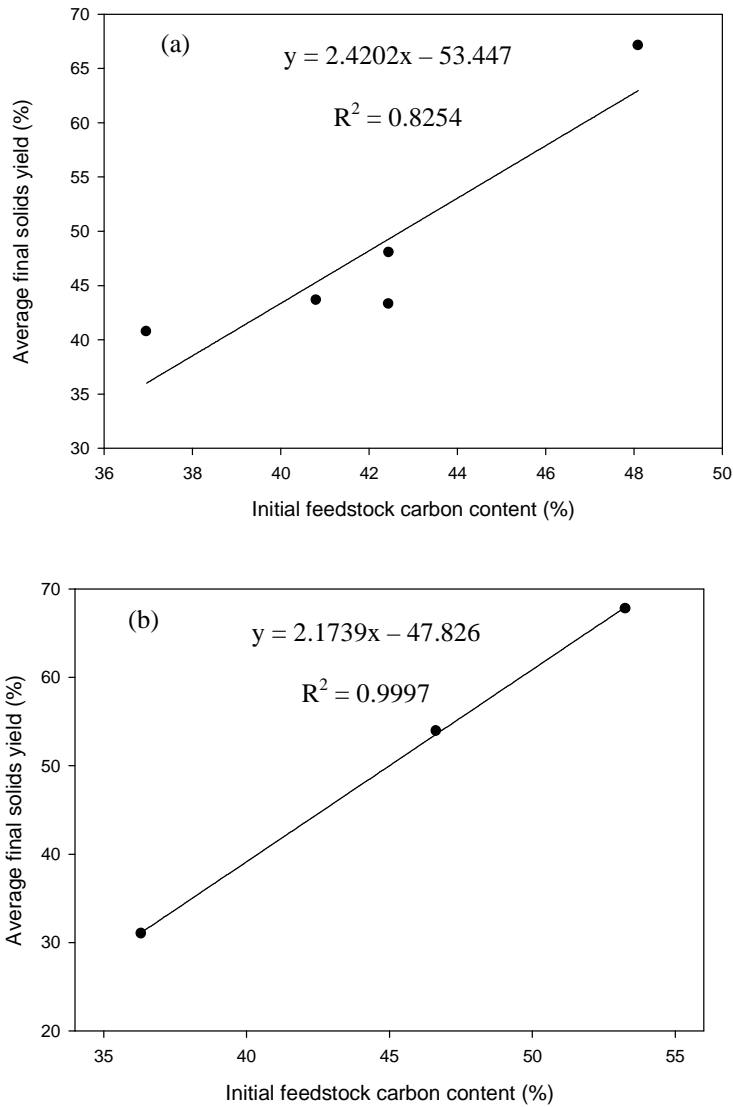 (a)
y = 2.4202x – 53.447
R² = 0.8254
Average final solids yield (%)
70
65
60
55
50
45
40
35
30
36 38 40 42 44 46 48 50
Initial feedstock carbon content (%)
(b)
y = 2.1739x – 47.826
R² = 0.9997
Average final solids yield (%)
70
60
50
40
30
20
35 40 45 50 55
Initial feedstock carbon content (%)